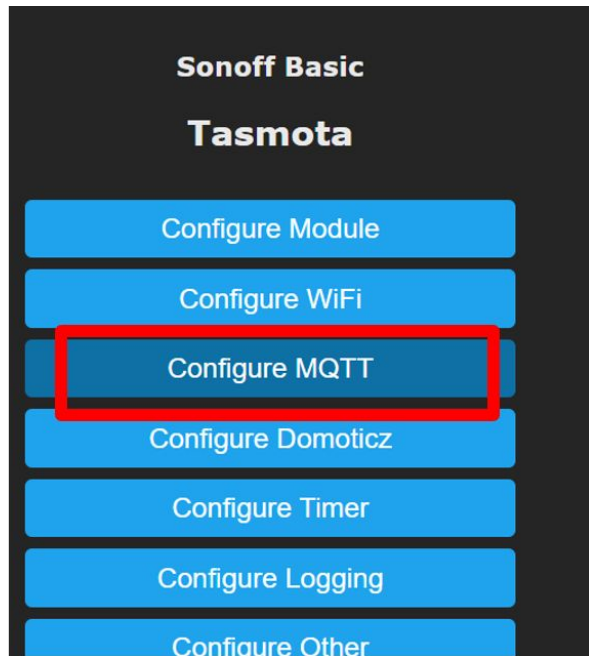 Sonoff Basic
Tasmota
Configure Module
Configure WiFi
Configure MQTT
Configure Domoticz
Configure Timer
Configure Logging
Configure Other